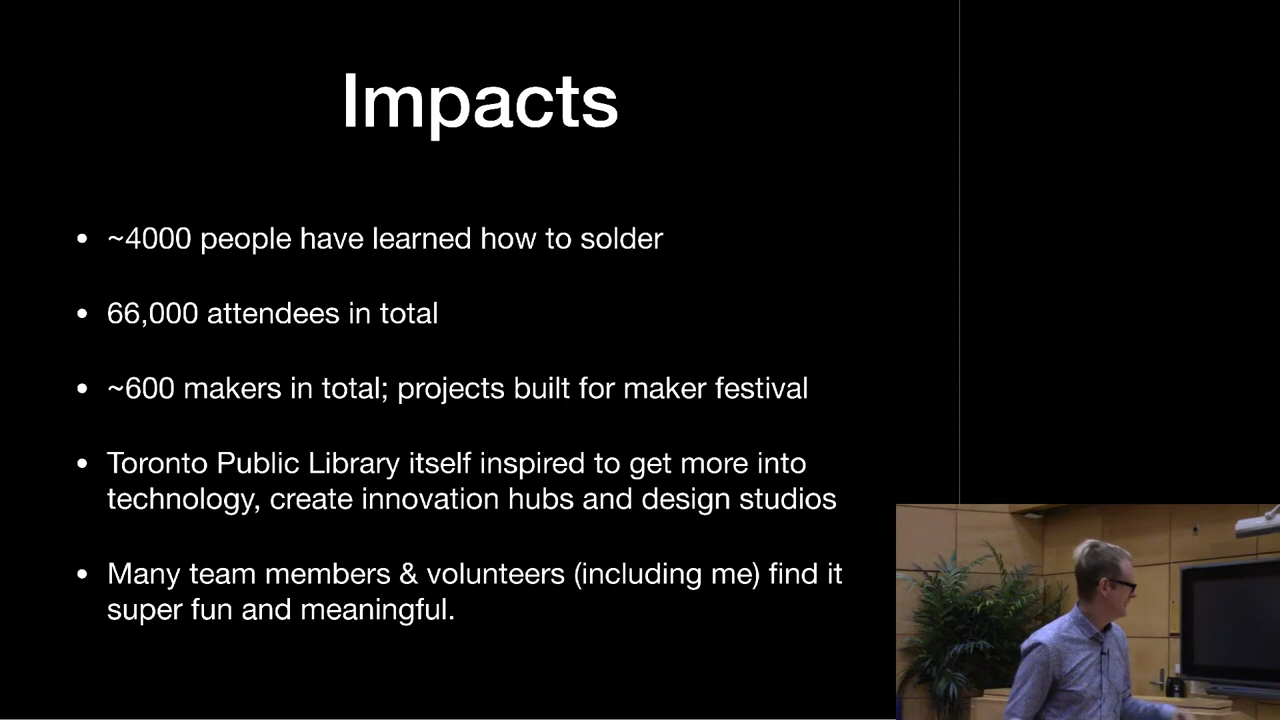 Impacts
• ~4000 people have learned how to solder
• 66,000 attendees in total
• ~600 makers in total; projects built for maker festival
• Toronto Public Library itself inspired to get more into
technology, create innovation hubs and design studios
• Many team members & volunteers (including me) find it
super fun and meaningful.